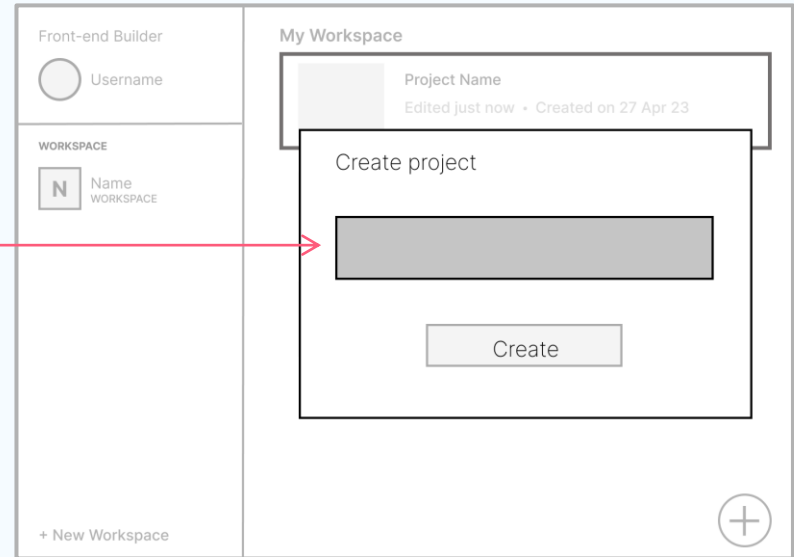 Front-end Builder
Username
WORKSPACE
N
Name
WORKSPACE
+ New Workspace
My Workspace
Project Name
Edited just now • Created on 27 Apr 23
Create project
Create